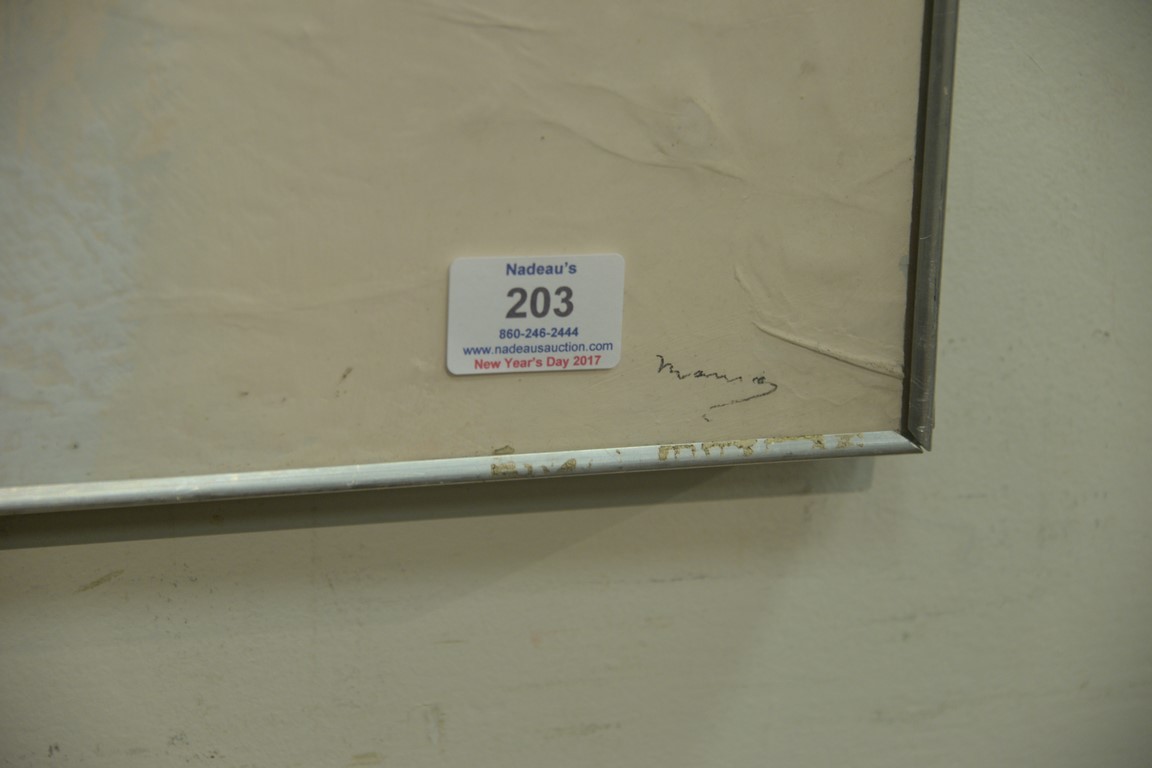 Nadeau's
203
860-246-2444
www.nadeausauction.com
New Year's Day 2017